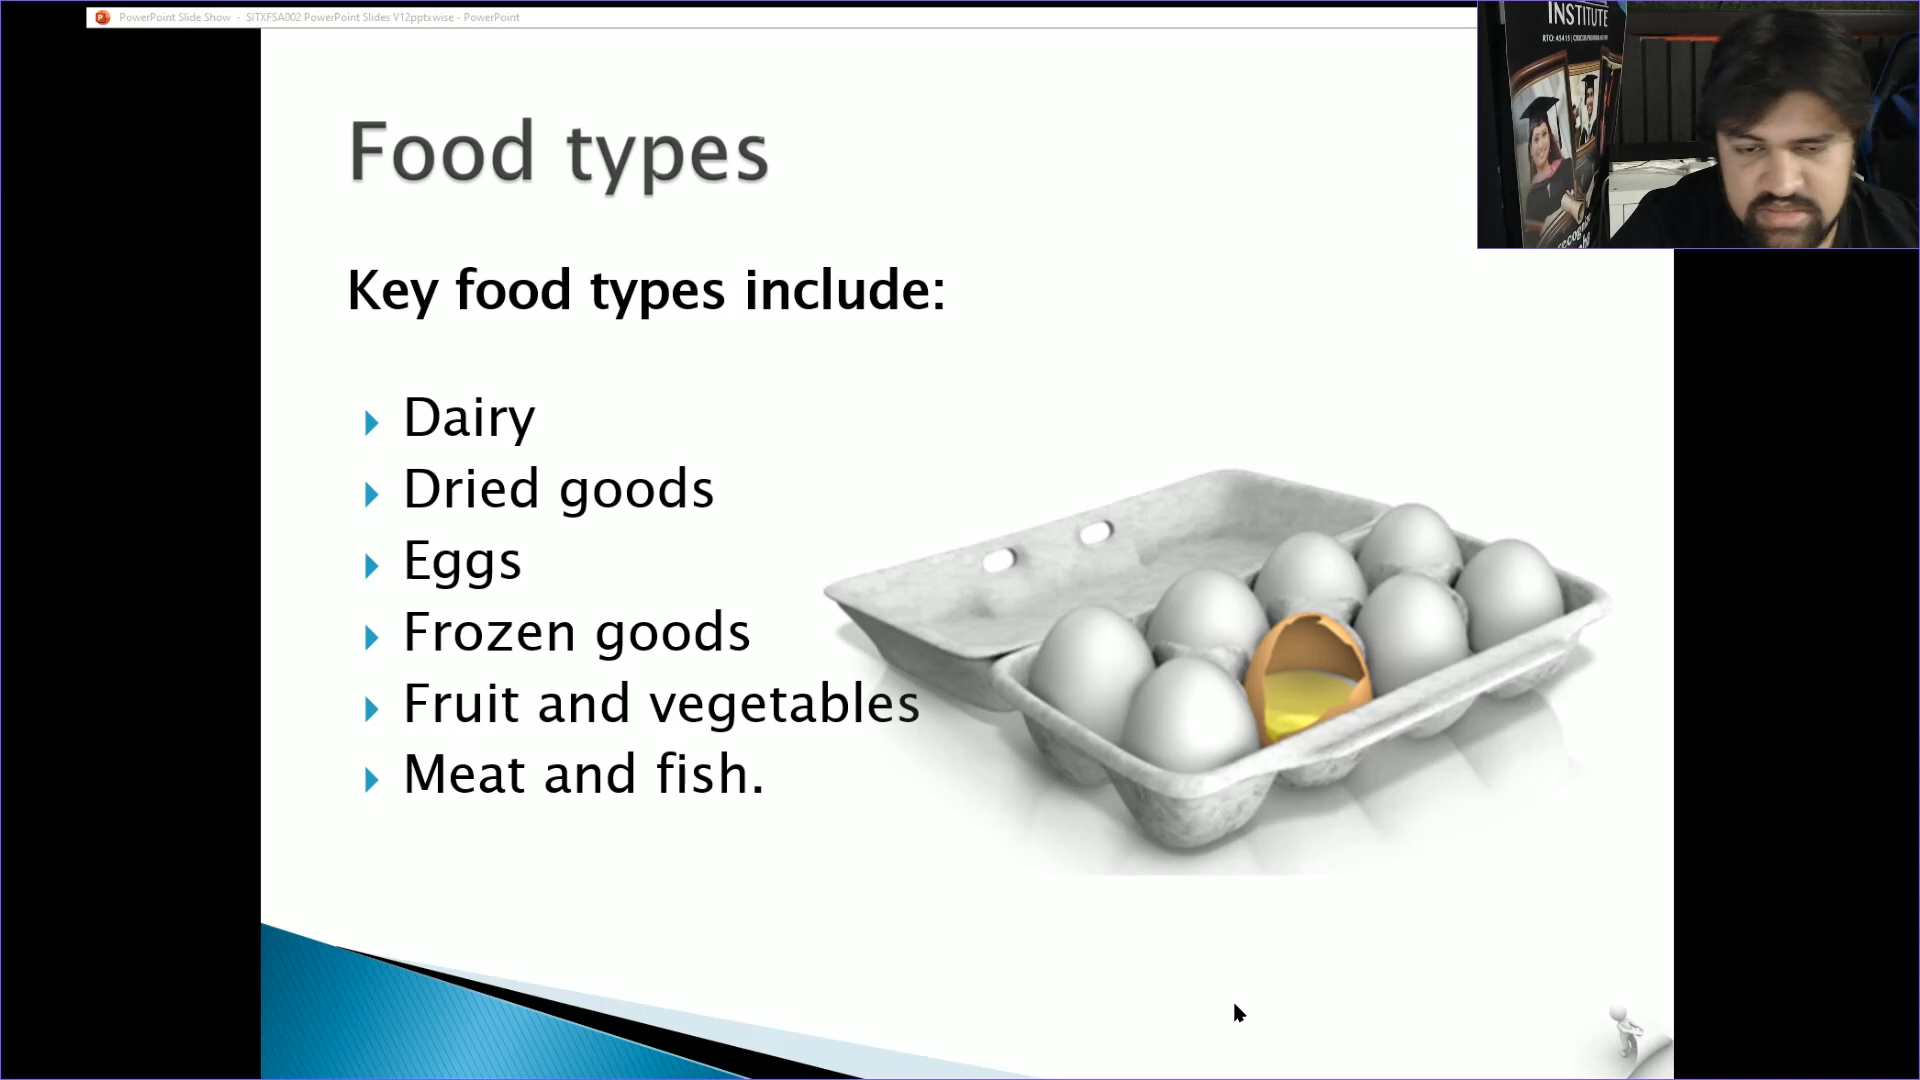 PowerPoint Slide Show - SITXFSA002 PowerPoint Slides V12pptxwise - PowerPoint
INSTITUTE
Food types
Key food types include:
Dairy
Dried goods
Eggs
Frozen goods
Fruit and vegetables
Meat and fish.